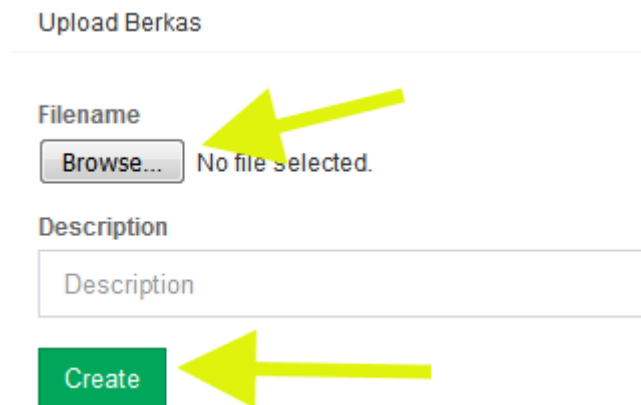 Upload Berkas
Filename
Browse... No file selected.
Description
Description
Create